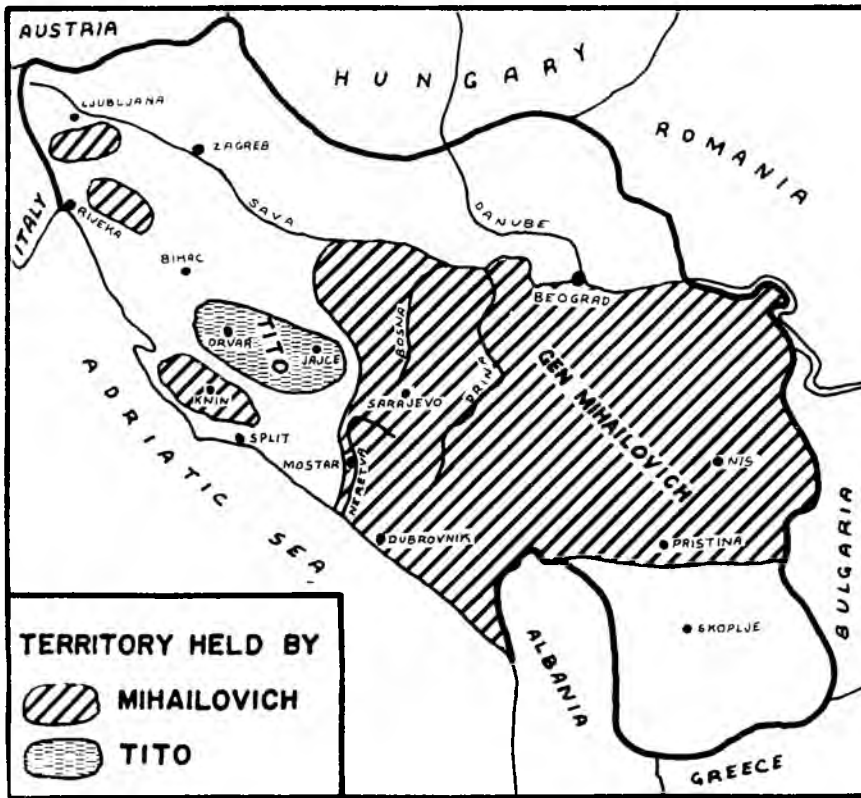 AUSTRIA
HUNGARY
ROMANIA
LJUBLJANA
ZAGREB
SAVA
DANUBE
ITALY
RIJEKA
BIHAC
BEOGRAD
BOSNA
DRINA
DRVAR
TITO
JAJCE
GEN MIHAILOVICH
KNIN
SARAJEVO
SPLIT
MOSTAR
NERETVA
NIS
ADRIATIC SEA
DUBROVNIK
PRISTINA
BULGARIA
SKOPLJE
ALBANIA
GREECE
TERRITORY HELD BY
MIHAILOVICH
TITO